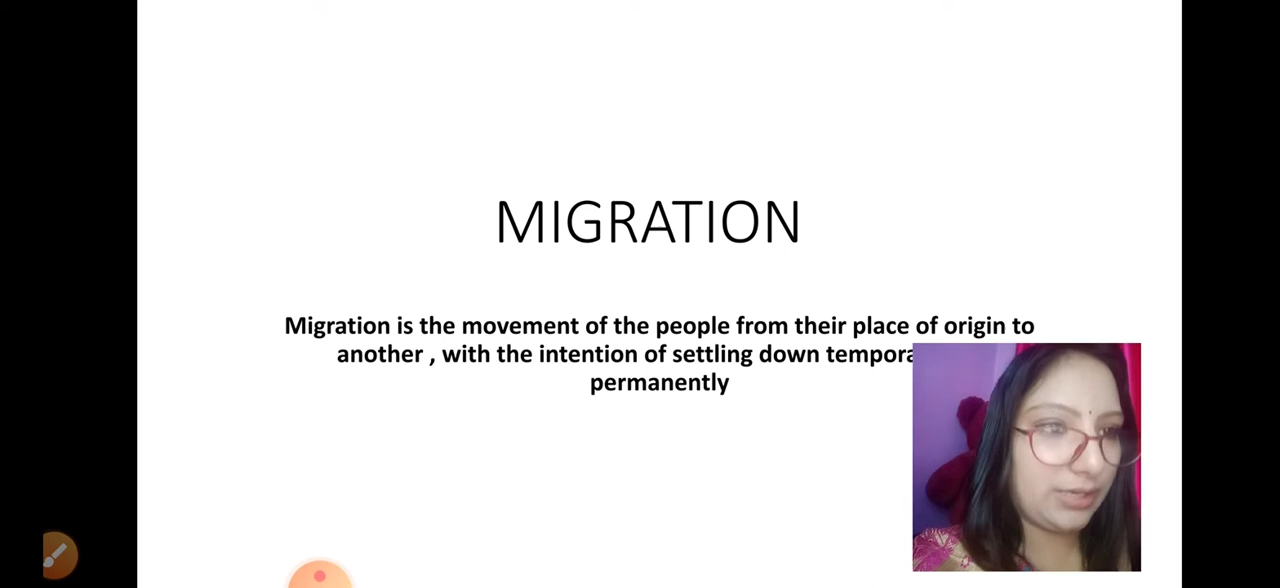 MIGRATION
Migration is the movement of the people from their place of origin to
another , with the intention of settling down
permanently